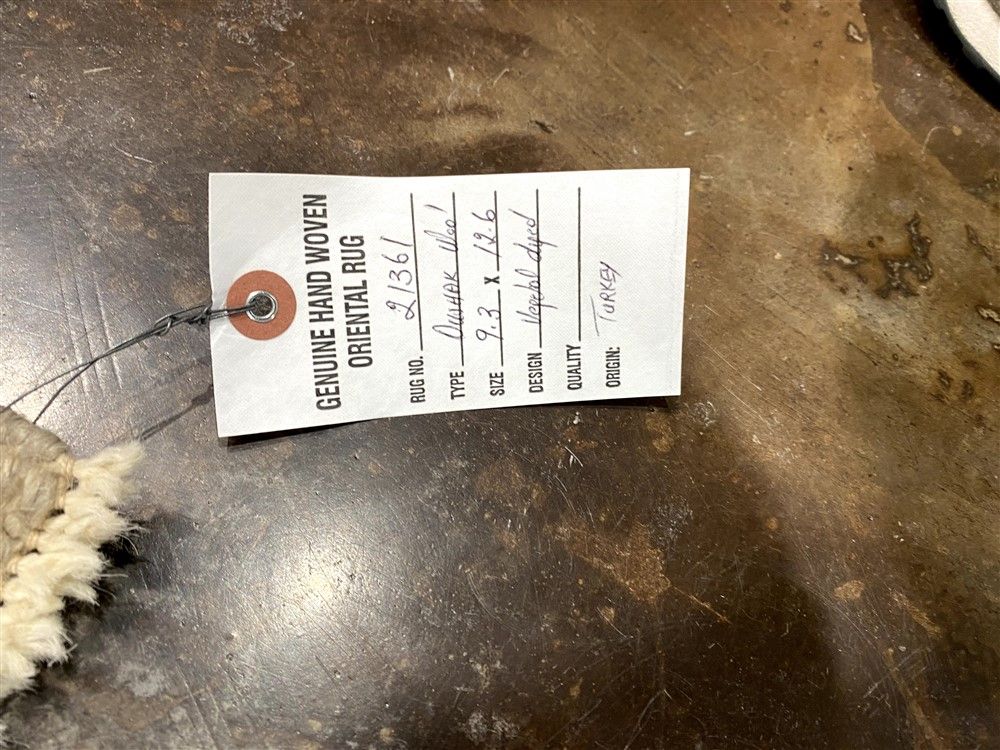 GENUINE HAND WOVEN
ORIENTAL RUG
RUG NO. 21361
TYPE Wool
SIZE 9.3 x 12.6
DESIGN Vegetal dyed
QUALITY
ORIGIN: TURKEY